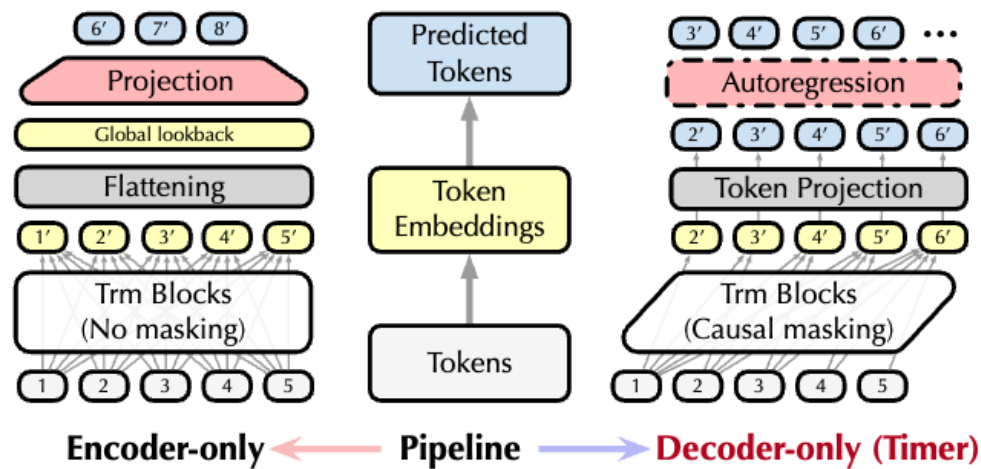 6′ 7′ 8′
Projection
Global lookback
Flattening
1′ 2′ 3′ 4′ 5′
Trm Blocks
(No masking)
1 2 3 4 5
Encoder-only
Predicted
Tokens
Token
Embeddings
Tokens
Pipeline
3′ 4′ 5′ 6′ •••
Autoregression
2′ 3′ 4′ 5′ 6′
Token Projection
2′ 3′ 4′ 5′ 6′
Trm Blocks
(Causal masking)
1 2 3 4 5
Decoder-only (Timer)